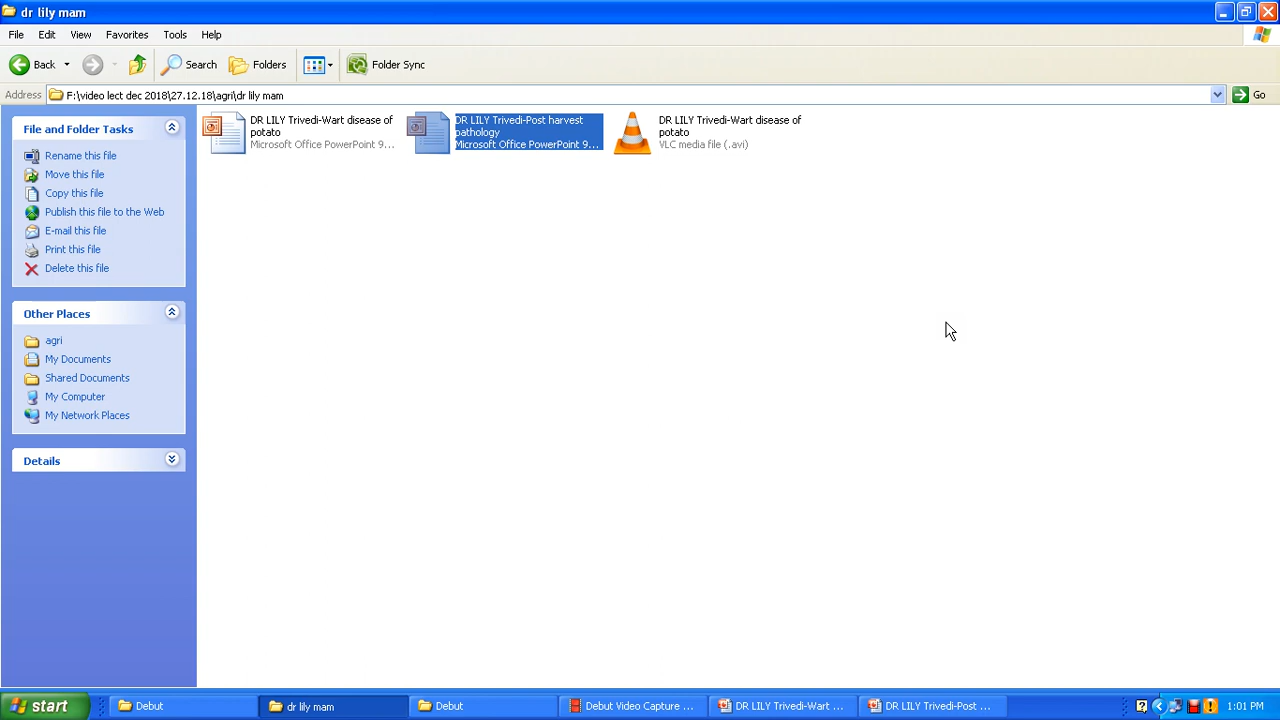 dr lily mam
File Edit View Favorites Tools Help
Back Search Folders Folder Sync
Address F:\video lect dec 2018\27.12.18\agri\dr lily mam Go
File and Folder Tasks
Rename this file
Move this file
Copy this file
Publish this file to the Web
E-mail this file
Print this file
Delete this file
Other Places
agri
My Documents
Shared Documents
My Computer
My Network Places
Details
DR LILY Trivedi-Wart disease of
potato
Microsoft Office PowerPoint 9...
DR LILY Trivedi-Post harvest
pathology
Microsoft Office PowerPoint 9...
DR LILY Trivedi-Wart disease of
potato
VLC media file (.avi)
start Debut dr lily mam Debut Debut Video Capture ... DR LILY Trivedi-Wart ... DR LILY Trivedi-Post ... 1:01 PM